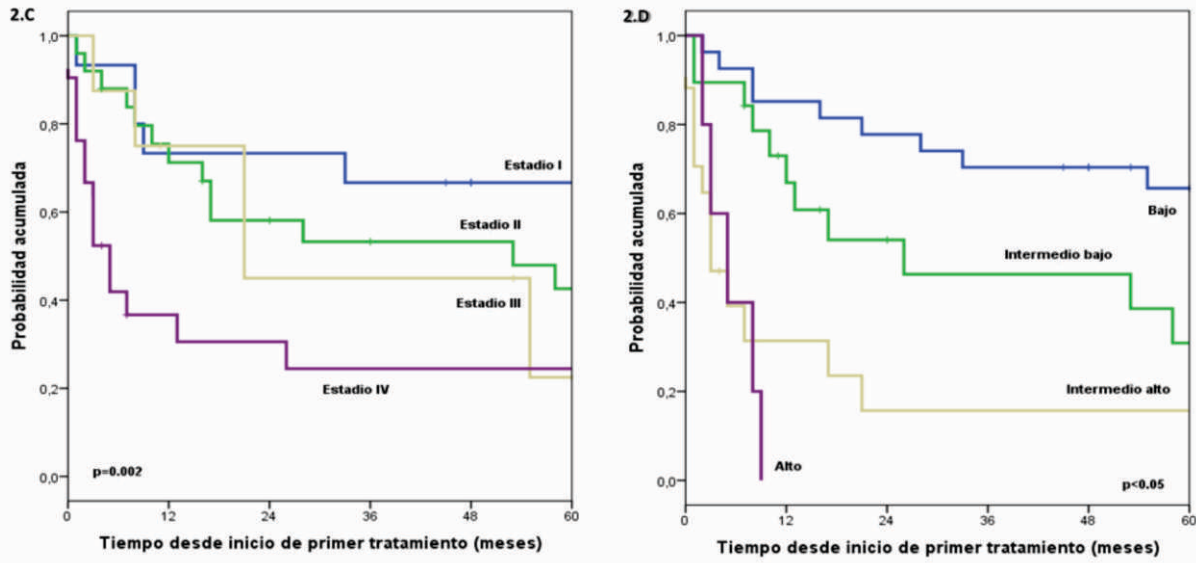 2.C
1,0
0,8
0,6
0,4
0,2
0,0
Probabilidad acumulada
Estadio I
Estadio II
Estadio III
Estadio IV
p=0.002
0 12 24 36 48 60
Tiempo desde inicio de primer tratamiento (meses)
2.D
1,0
0,8
0,6
0,4
0,2
0,0
Probabilidad acumulada
Bajo
Intermedio bajo
Intermedio alto
Alto
p<0.05
0 12 24 36 48 60
Tiempo desde inicio de primer tratamiento (meses)